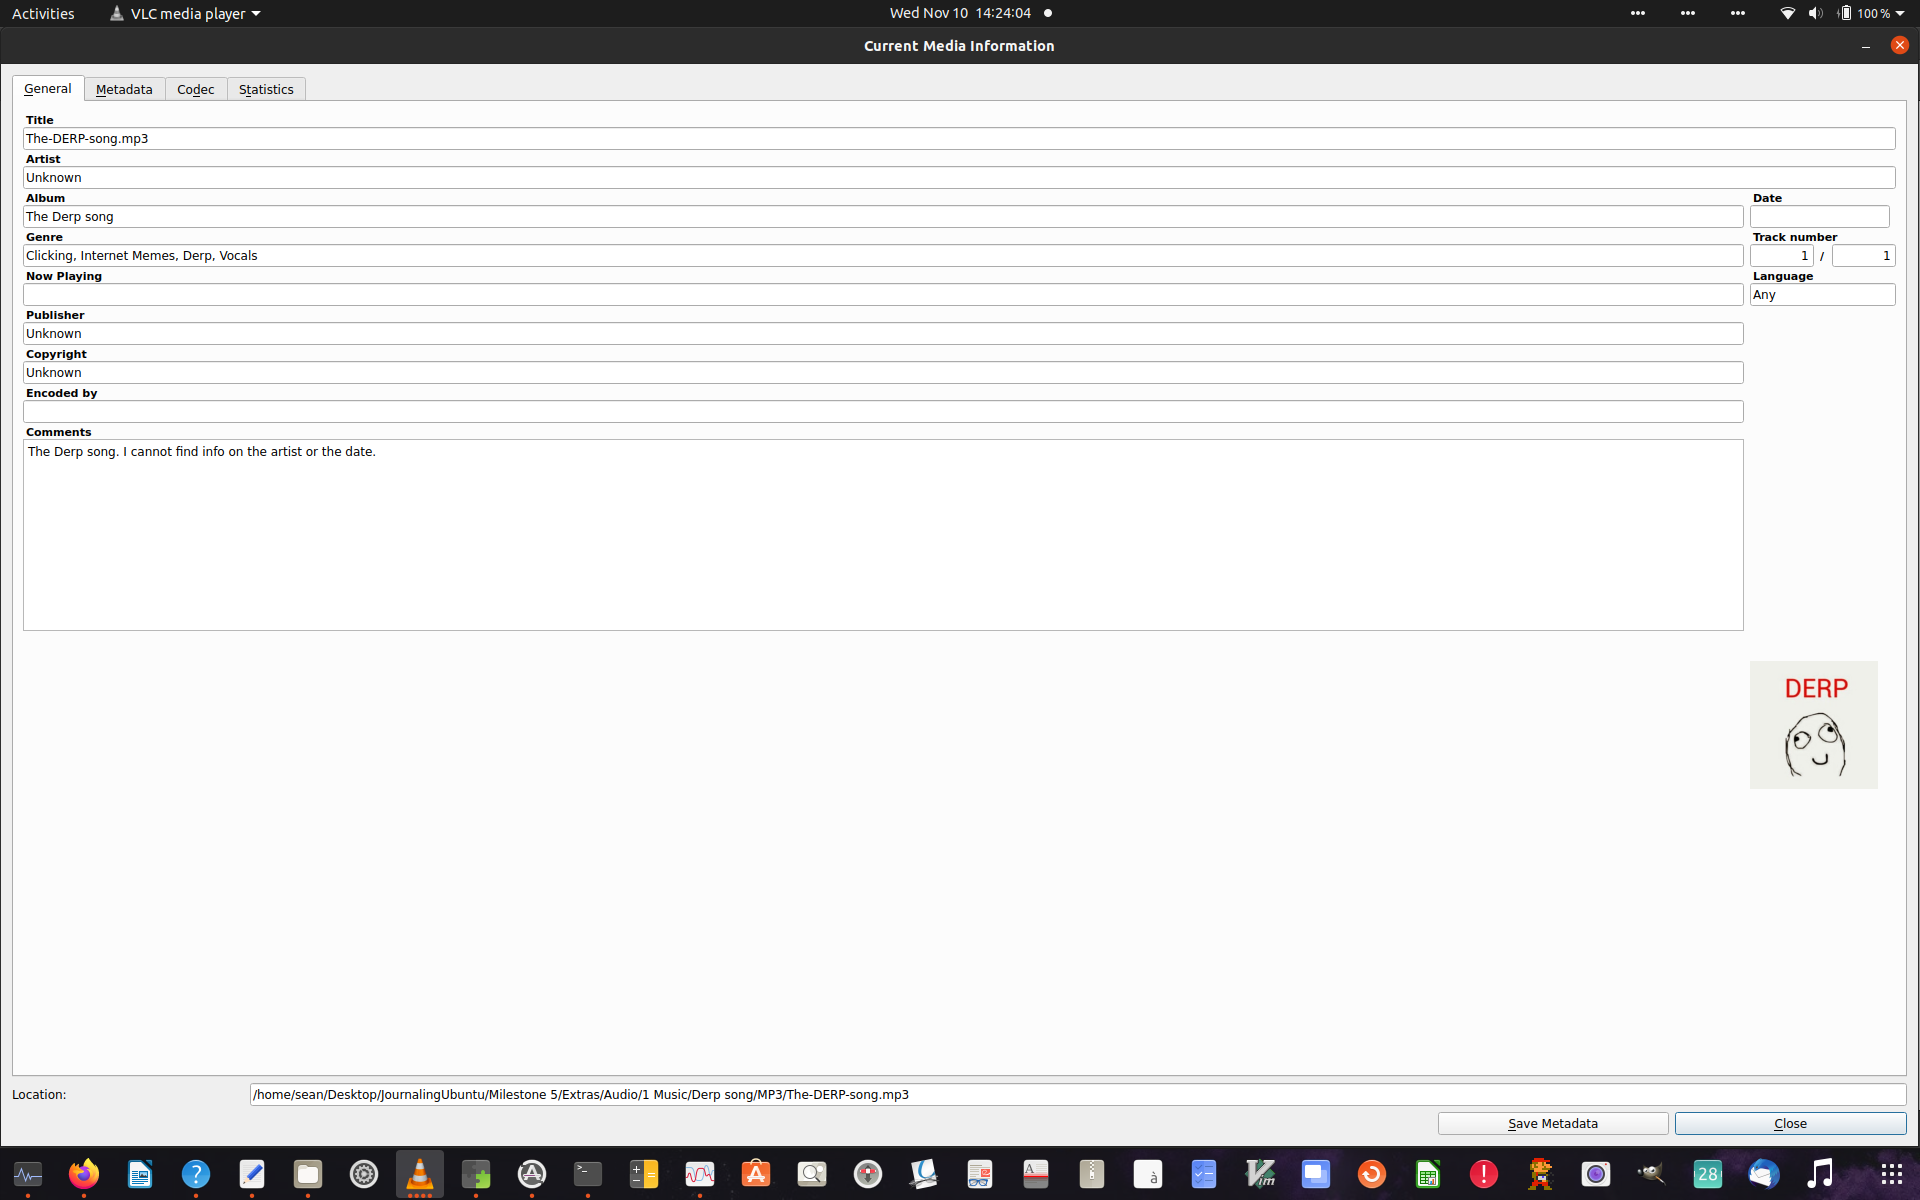 Activities VLC media player Wed Nov 10 14:24:04 100 %
Current Media Information
General Metadata Codec Statistics
Title
The-DERP-song.mp3
Artist
Unknown
Album Date
The Derp song
Genre Track number
Clicking, Internet Memes, Derp, Vocals 1 / 1
Now Playing Language
Any
Publisher
Unknown
Copyright
Unknown
Encoded by
Comments
The Derp song. I cannot find info on the artist or the date.
DERP
Location: /home/sean/Desktop/JournalingUbuntu/Milestone 5/Extras/Audio/1 Music/Derp song/MP3/The-DERP-song.mp3
Save Metadata Close
? >_ A à Vim ! 28